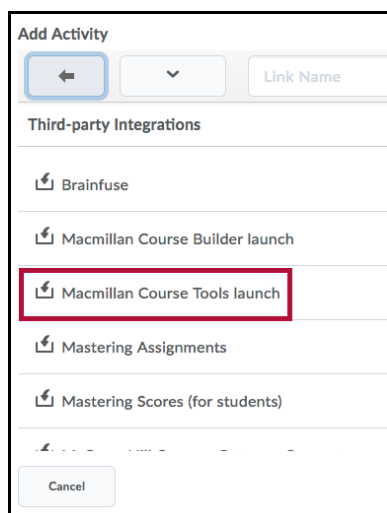 Add Activity
Link Name
Third-party Integrations
Brainfuse
Macmillan Course Builder launch
Macmillan Course Tools launch
Mastering Assignments
Mastering Scores (for students)
Cancel